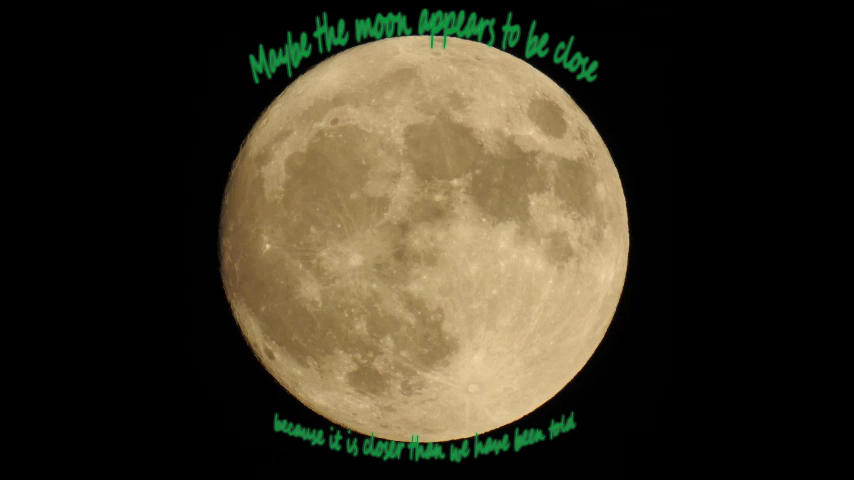 Maybe the moon appears to be close
because it is closer than we have been told